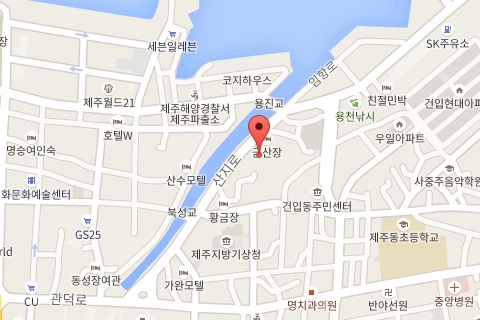 장
세븐일레븐
SK주유소
임항로
코지하우스
제주월드21
제주해양경찰서
제주파출소
용진교
친절민박
건입현대아파
용천낚시
우일아파트
호텔W
명승여인숙
금산장
산지로
산수모텔
사중주음악학원
화문화예술센터
북성교
황금장
건입동주민센터
GS25
제주동초등학교
제주지방기상청
orld
동성장여관
가완모텔
CU
관덕로
명치과의원
반야선원
중앙병원